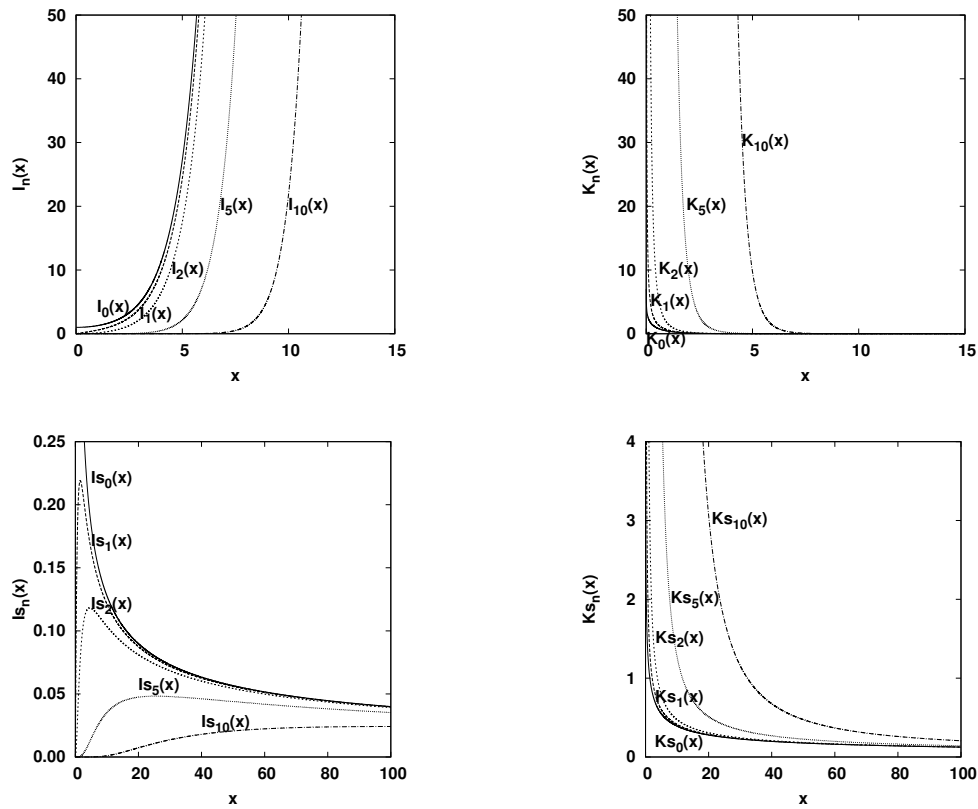 50
40
30
20
10
0
I_n(x)
I_0(x)
I_1(x)
I_2(x)
I_5(x)
I_10(x)
0 5 10 15
x
50
40
30
20
10
0
K_n(x)
K_10(x)
K_5(x)
K_2(x)
K_1(x)
K_0(x)
0 5 10 15
x
0.25
0.20
0.15
0.10
0.05
0.00
Is_n(x)
Is_0(x)
Is_1(x)
Is_2(x)
Is_5(x)
Is_10(x)
0 20 40 60 80 100
x
4
3
2
1
0
Ks_n(x)
Ks_10(x)
Ks_5(x)
Ks_2(x)
Ks_1(x)
Ks_0(x)
0 20 40 60 80 100
x